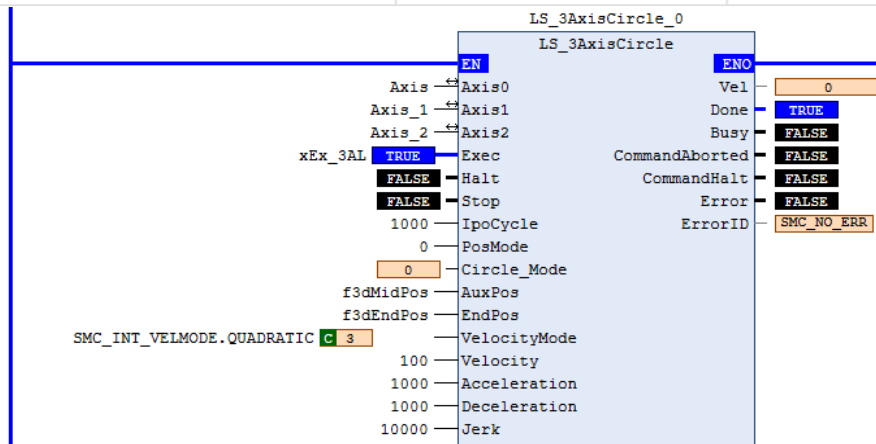 LS_3AxisCircle_0
LS_3AxisCircle
EN ENO
Axis Axis0 Vel 0
Axis_1 Axis1 Done TRUE
Axis_2 Axis2 Busy FALSE
xEx_3AL TRUE Exec CommandAborted FALSE
FALSE Halt CommandHalt FALSE
FALSE Stop Error FALSE
1000 IpoCycle ErrorID SMC_NO_ERR
0 PosMode
0 Circle_Mode
f3dMidPos AuxPos
f3dEndPos EndPos
SMC_INT_VELMODE.QUADRATIC C 3 VelocityMode
100 Velocity
1000 Acceleration
1000 Deceleration
10000 Jerk